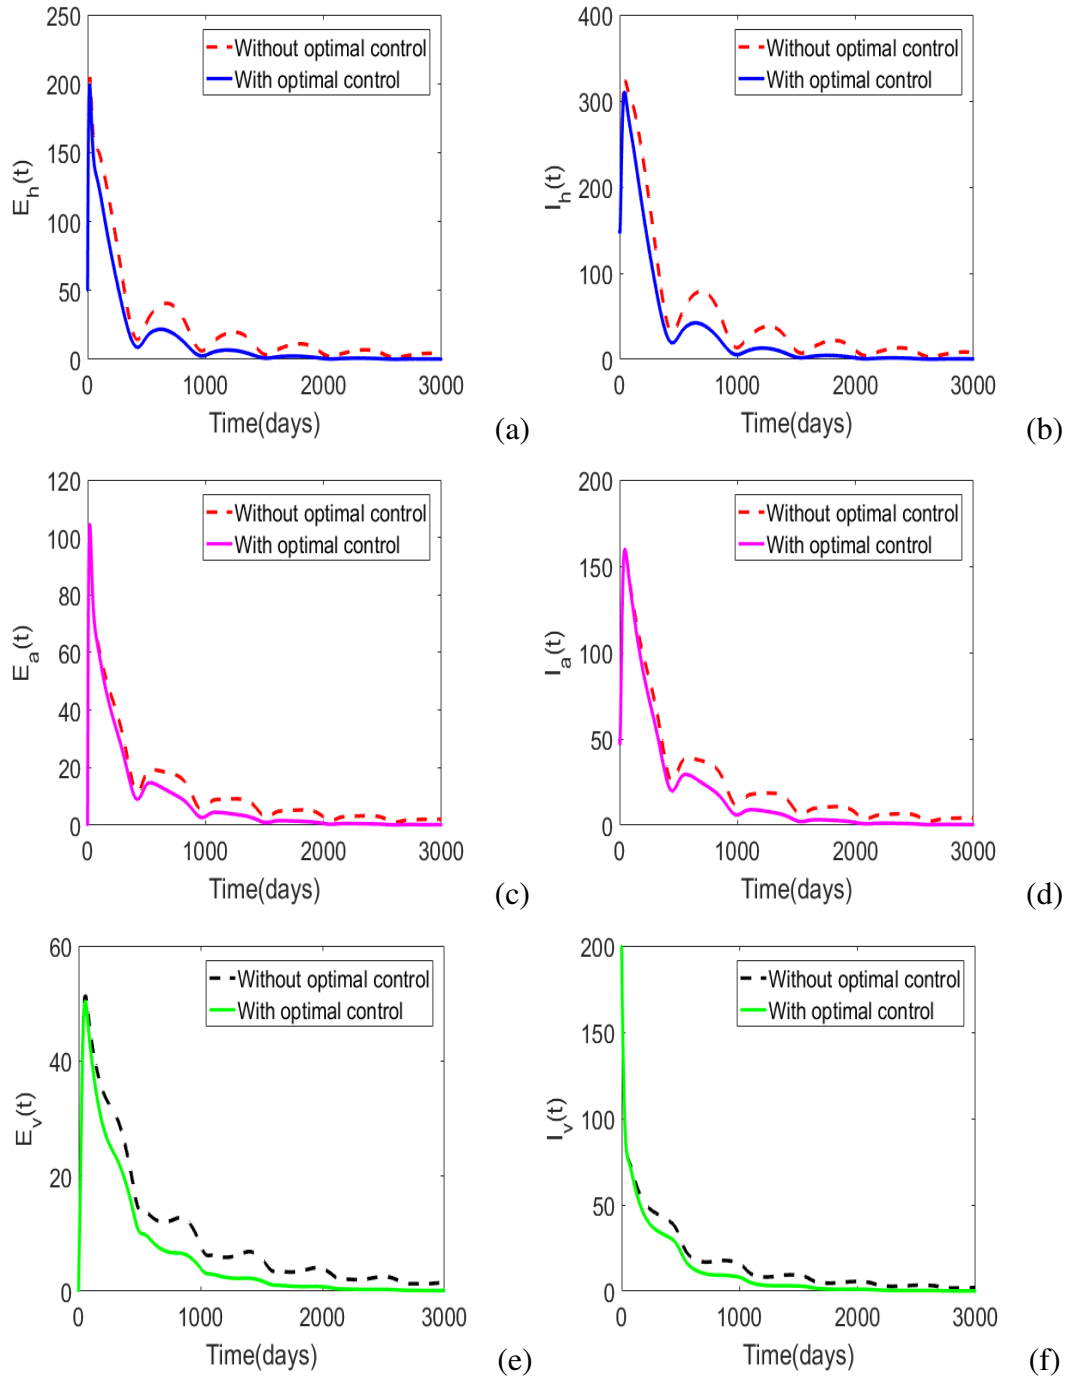 250
200
150
100
50
0
E_h(t)
Without optimal control
With optimal control
0 1000 2000 3000
Time(days)
(a)
400
300
200
100
0
I_h(t)
Without optimal control
With optimal control
0 1000 2000 3000
Time(days)
(b)
120
100
80
60
40
20
0
E_a(t)
Without optimal control
With optimal control
0 1000 2000 3000
Time(days)
(c)
200
150
100
50
0
I_a(t)
Without optimal control
With optimal control
0 1000 2000 3000
Time(days)
(d)
60
40
20
0
E_v(t)
Without optimal control
With optimal control
0 1000 2000 3000
Time(days)
(e)
200
150
100
50
0
I_v(t)
Without optimal control
With optimal control
0 1000 2000 3000
Time(days)
(f)